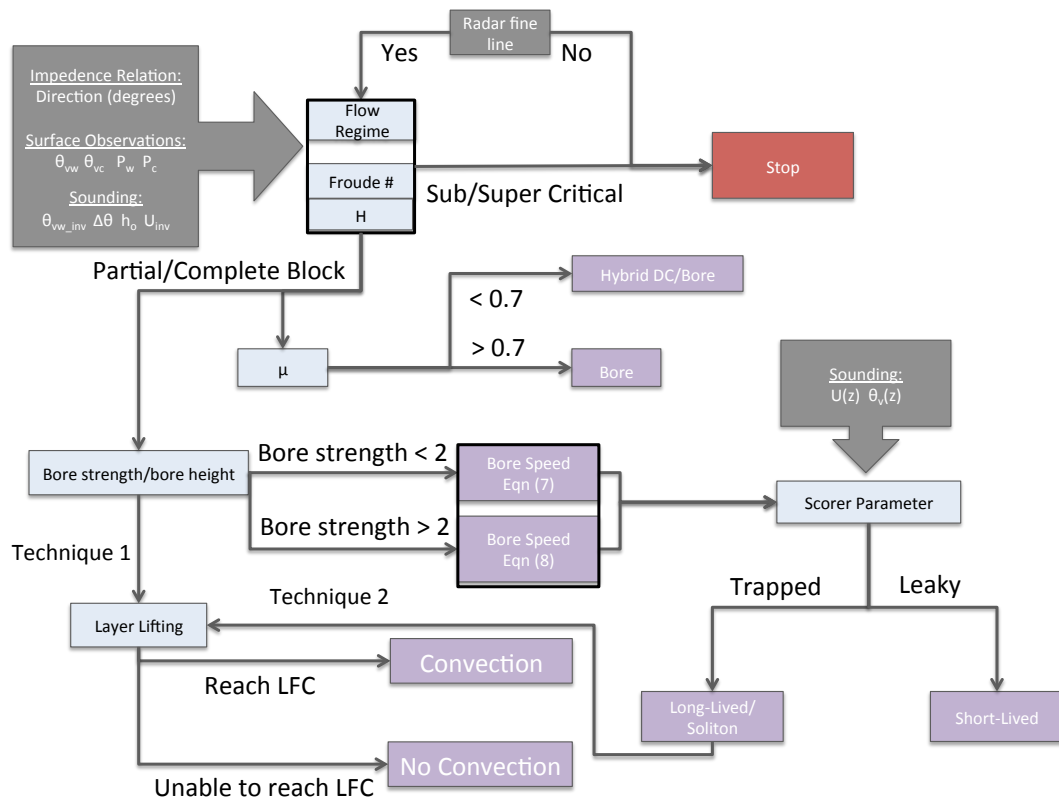 Radar fine
line
Yes
No
Impedence Relation:
Direction (degrees)
Surface Observations:
θvw θvc Pw Pc
Sounding:
θvw_inv Δθ ho Uinv
Flow
Regime
Froude #
H
Sub/Super Critical
Stop
Partial/Complete Block
Hybrid DC/Bore
< 0.7
> 0.7
μ
Bore
Sounding:
U(z) θv(z)
Bore strength/bore height
Bore strength < 2
Bore Speed
Eqn (7)
Bore strength > 2
Bore Speed
Eqn (8)
Scorer Parameter
Technique 1
Technique 2
Trapped
Leaky
Layer Lifting
Reach LFC
Convection
Long-Lived/
Soliton
Short-Lived
No Convection
Unable to reach LFC